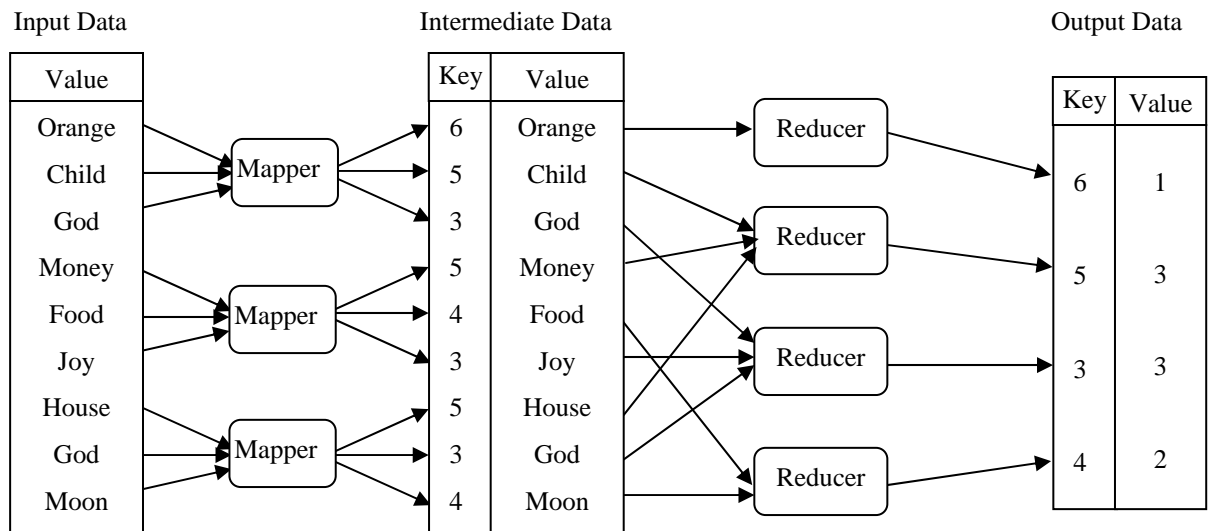 Input Data
Value
Orange
Child
God
Money
Food
Joy
House
God
Moon
Mapper
Mapper
Mapper
Intermediate Data
Key Value
6 Orange
5 Child
3 God
5 Money
4 Food
3 Joy
5 House
3 God
4 Moon
Reducer
Reducer
Reducer
Reducer
Output Data
Key Value
6 1
5 3
3 3
4 2